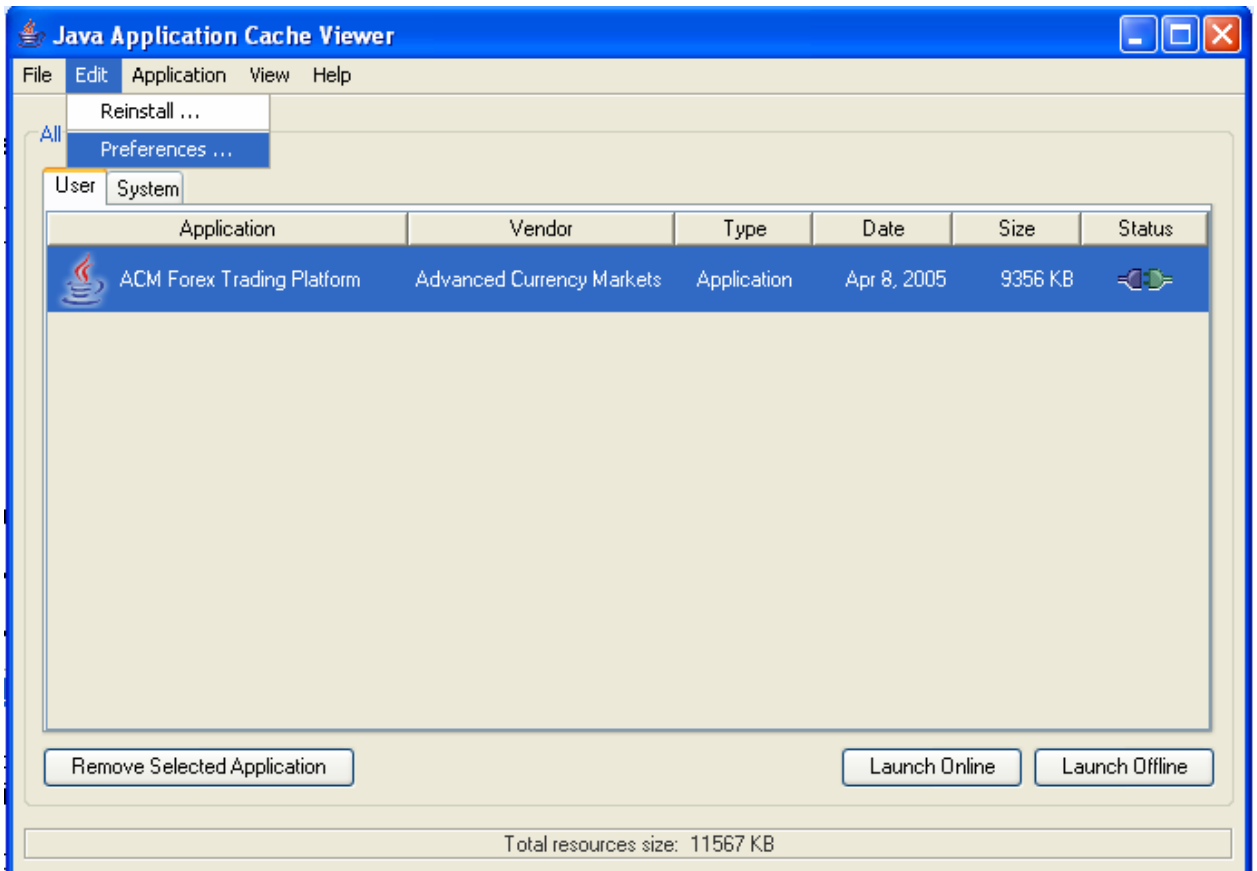 Java Application Cache Viewer
File Edit Application View Help
Reinstall ...
All
Preferences ...
User System
Application Vendor Type Date Size Status
ACM Forex Trading Platform Advanced Currency Markets Application Apr 8, 2005 9356 KB
Remove Selected Application Launch Online Launch Offline
Total resources size: 11567 KB